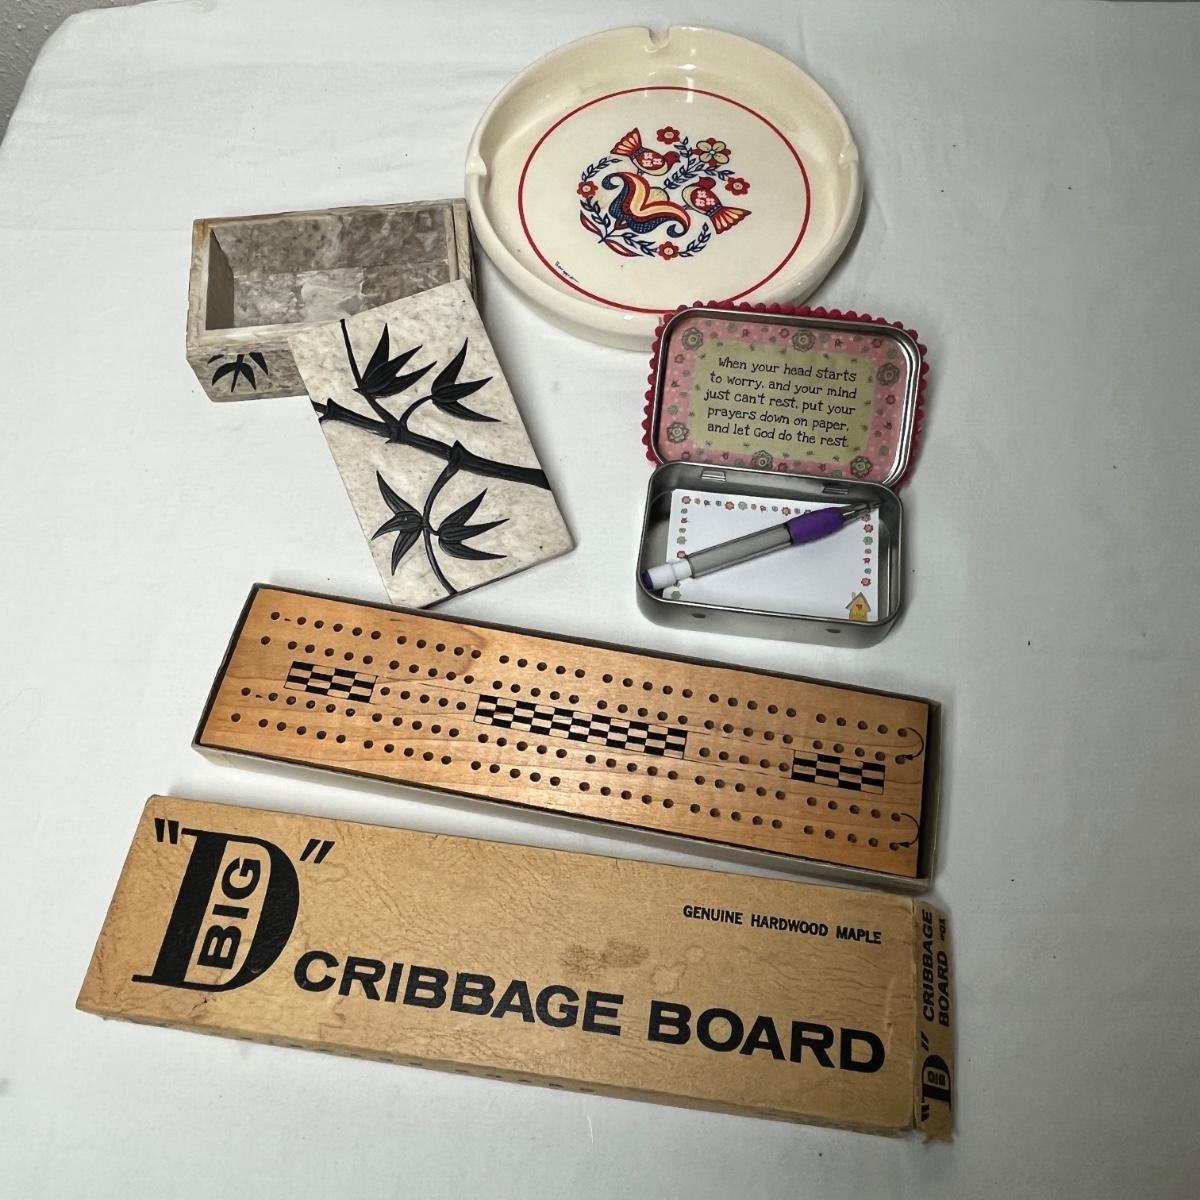 When your head starts
to worry, and your mind
just can't rest, put your
prayers down on paper,
and let God do the rest.
"D"
BIG
GENUINE HARDWOOD MAPLE
CRIBBAGE BOARD
"D"
BIG
CRIBBAGE
BOARD